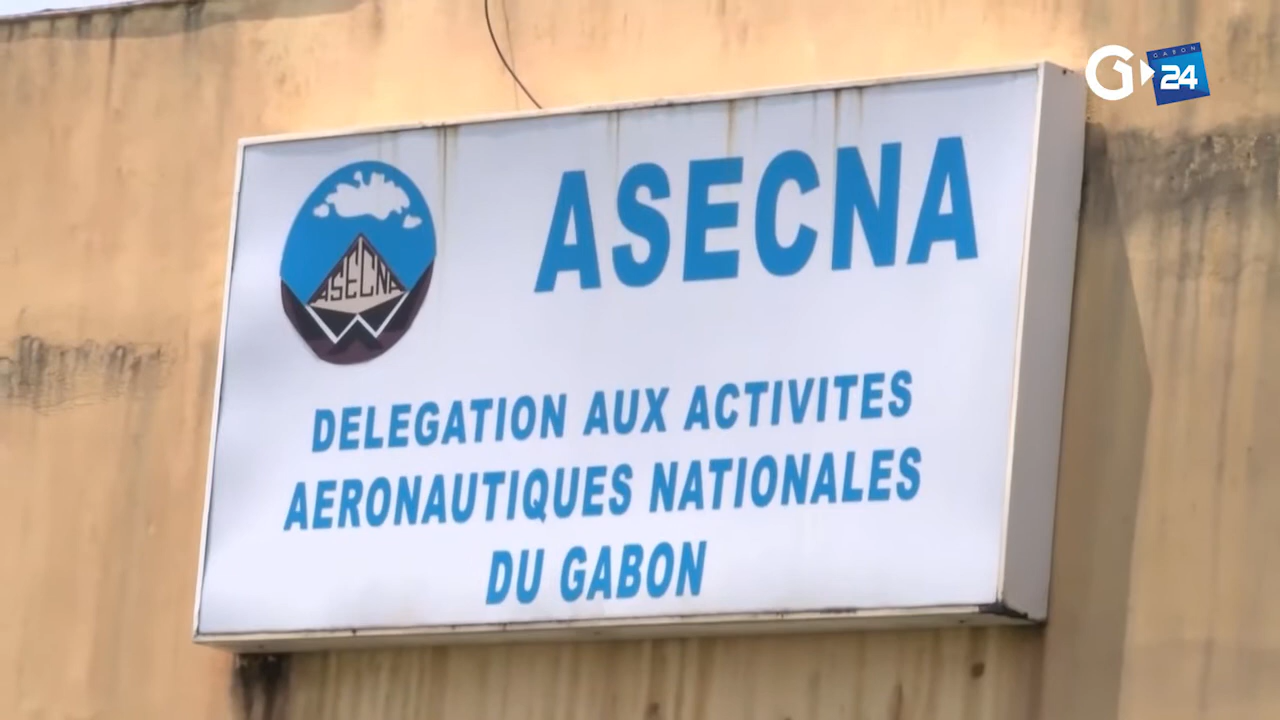 GABON
G 24
ASECNA
ASECNA
DELEGATION AUX ACTIVITES
AERONAUTIQUES NATIONALES
DU GABON